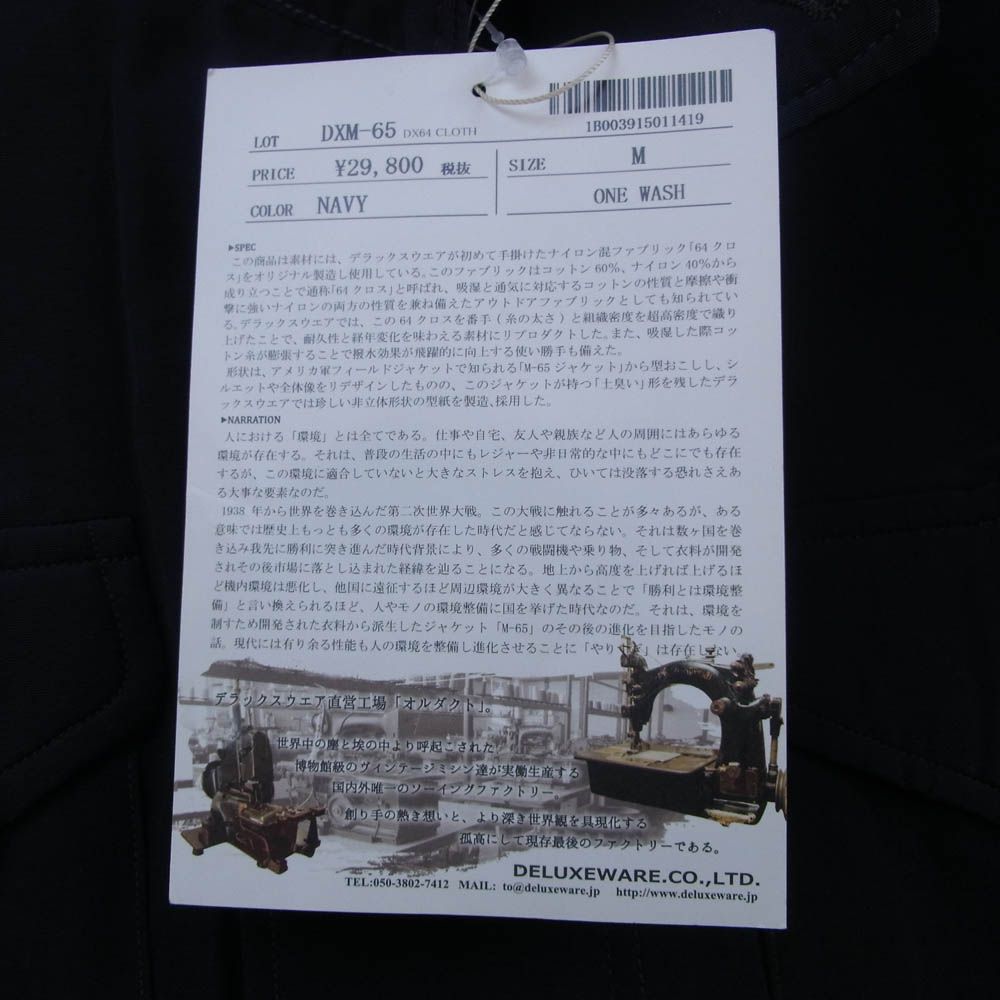 1B003915011419
LOT DXM-65 DX64 CLOTH
PRICE ¥29,800 税抜
SIZE M
COLOR NAVY
ONE WASH
▶SPEC
この商品は素材には、デラックスウエアが初めて手掛けたナイロン混ファブリック「64クロ
ス」をオリジナル製造し使用している。このファブリックはコットン60%、ナイロン40%から
成り立つことで通称「64クロス」と呼ばれ、吸湿と通気に対応するコットンの性質と摩擦や衝
撃に強いナイロンの両方の性質を兼ね備えたアウトドアファブリックとしても知られてい
る。デラックスウエアでは、この64クロスを番手(糸の太さ)と組織密度を超高密度で織り
上げたことで、耐久性と経年変化を味わえる素材にリプロダクトした。また、吸湿した際コッ
トン糸が膨張することで撥水効果が飛躍的に向上する使い勝手も備えた。
形状は、アメリカ軍フィールドジャケットで知られる「M-65ジャケット」から型おこしし、シ
ルエットや全体像をリデザインしたものの、このジャケットが持つ「土臭い」形を残したデラ
ックスウエアでは珍しい非立体形状の型紙を製造、採用した。
▶NARRATION
人における「環境」とは全てである。仕事や自宅、友人や親族など人の周囲にはあらゆる
環境が存在する。それは、普段の生活の中にもレジャーや非日常的な中にもどこにでも存在
するが、この環境に適合していないと大きなストレスを抱え、ひいては没落する恐れさえあ
る大事な要素なのだ。
1938年から世界を巻き込んだ第二次世界大戦。この大戦に触れることが多々あるが、ある
意味では歴史上もっとも多くの環境が存在した時代だと感じてならない。それは数ヶ国を巻
き込み我先に勝利に突き進んだ時代背景により、多くの戦闘機や乗り物、そして衣料が開発
されその後市場に落とし込まれた経緯を辿ることになる。地上から高度を上げれば上げるほ
ど機内環境は悪化し、他国に遠征するほど周辺環境が大きく異なることで「勝利とは環境整
備」と言い換えられるほど、人やモノの環境整備に国を挙げた時代なのだ。それは、環境を
制すため開発された衣料から派生したジャケット「M-65」のその後の進化を目指したモノの
話。現代には有り余る性能も人の環境を整備し進化させることに「やりすぎ」は存在しない。
デラックスウエア直営工場「オルダクト」。
世界中の塵と埃の中より呼起こされた
博物館級のヴィンテージミシン達が実働生産する
国内外唯一のソーイングファクトリー。
創り手の熱き想いと、より深き世界観を具現化する
孤高にして現存最後のファクトリーである。
DELUXEWARE.CO.,LTD.
TEL:050-3802-7412 MAIL: to@deluxeware.jp http://www.deluxeware.jp